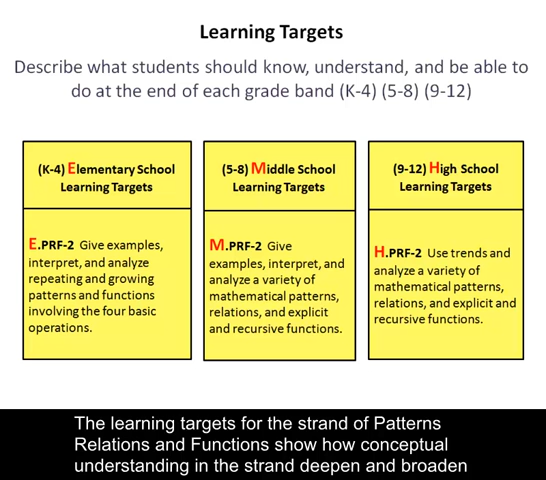 Learning Targets
Describe what students should know, understand, and be able to
do at the end of each grade band (K-4) (5-8) (9-12)
(K-4) Elementary School
Learning Targets
E.PRF-2 Give examples,
interpret, and analyze
repeating and growing
patterns and functions
involving the four basic
operations.
(5-8) Middle School
Learning Targets
M.PRF-2 Give
examples, interpret, and
analyze a variety of
mathematical patterns,
relations, and explicit
and recursive functions.
(9-12) High School
Learning Targets
H.PRF-2 Use trends and
analyze a variety of
mathematical patterns,
relations, and explicit and
recursive functions.
The learning targets for the strand of Patterns
Relations and Functions show how conceptual
understanding in the strand deepen and broaden